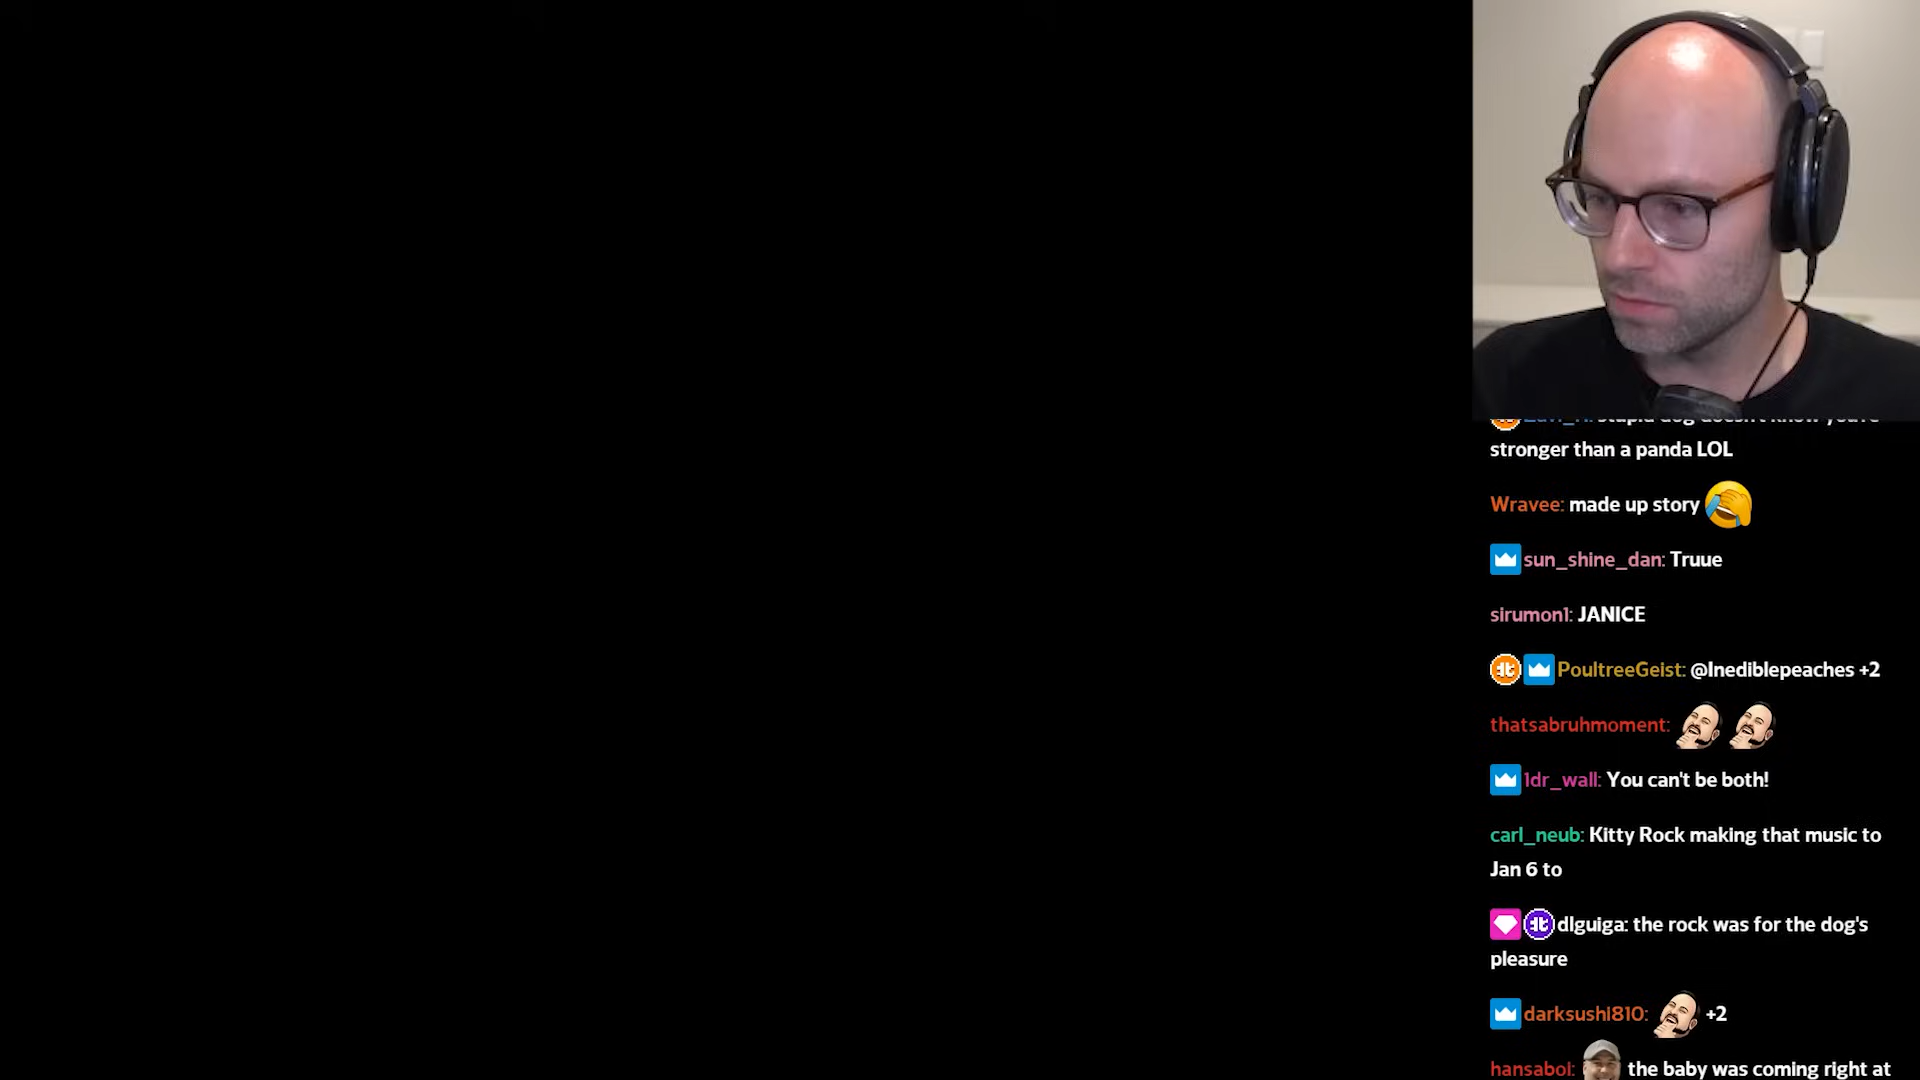 stronger than a panda LOL
Wravee: made up story
sun_shine_dan: Truue
sirumon1: JANICE
PoultreeGeist: @Inediblepeaches +2
thatsabruhmoment:
1dr_wall: You can't be both!
carl_neub: Kitty Rock making that music to
Jan 6 to
dlguiga: the rock was for the dog's
pleasure
darksushi810: +2
hansabol: the baby was coming right at